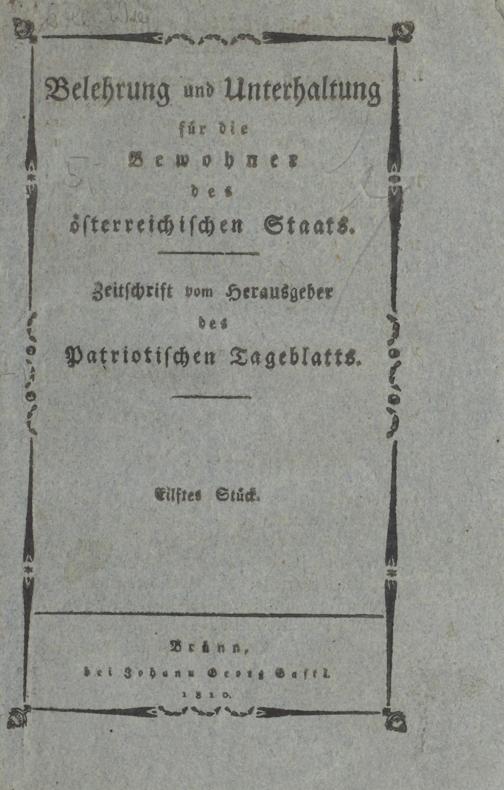 Belehrung und Unterhaltung
für die
Bewohner
des
österreichischen Staats.
Zeitschrift vom Herausgeber
des
Patriotischen Tageblatts.
Eilftes Stück.
Brünn,
bei Johann Georg Gastl.
1810.